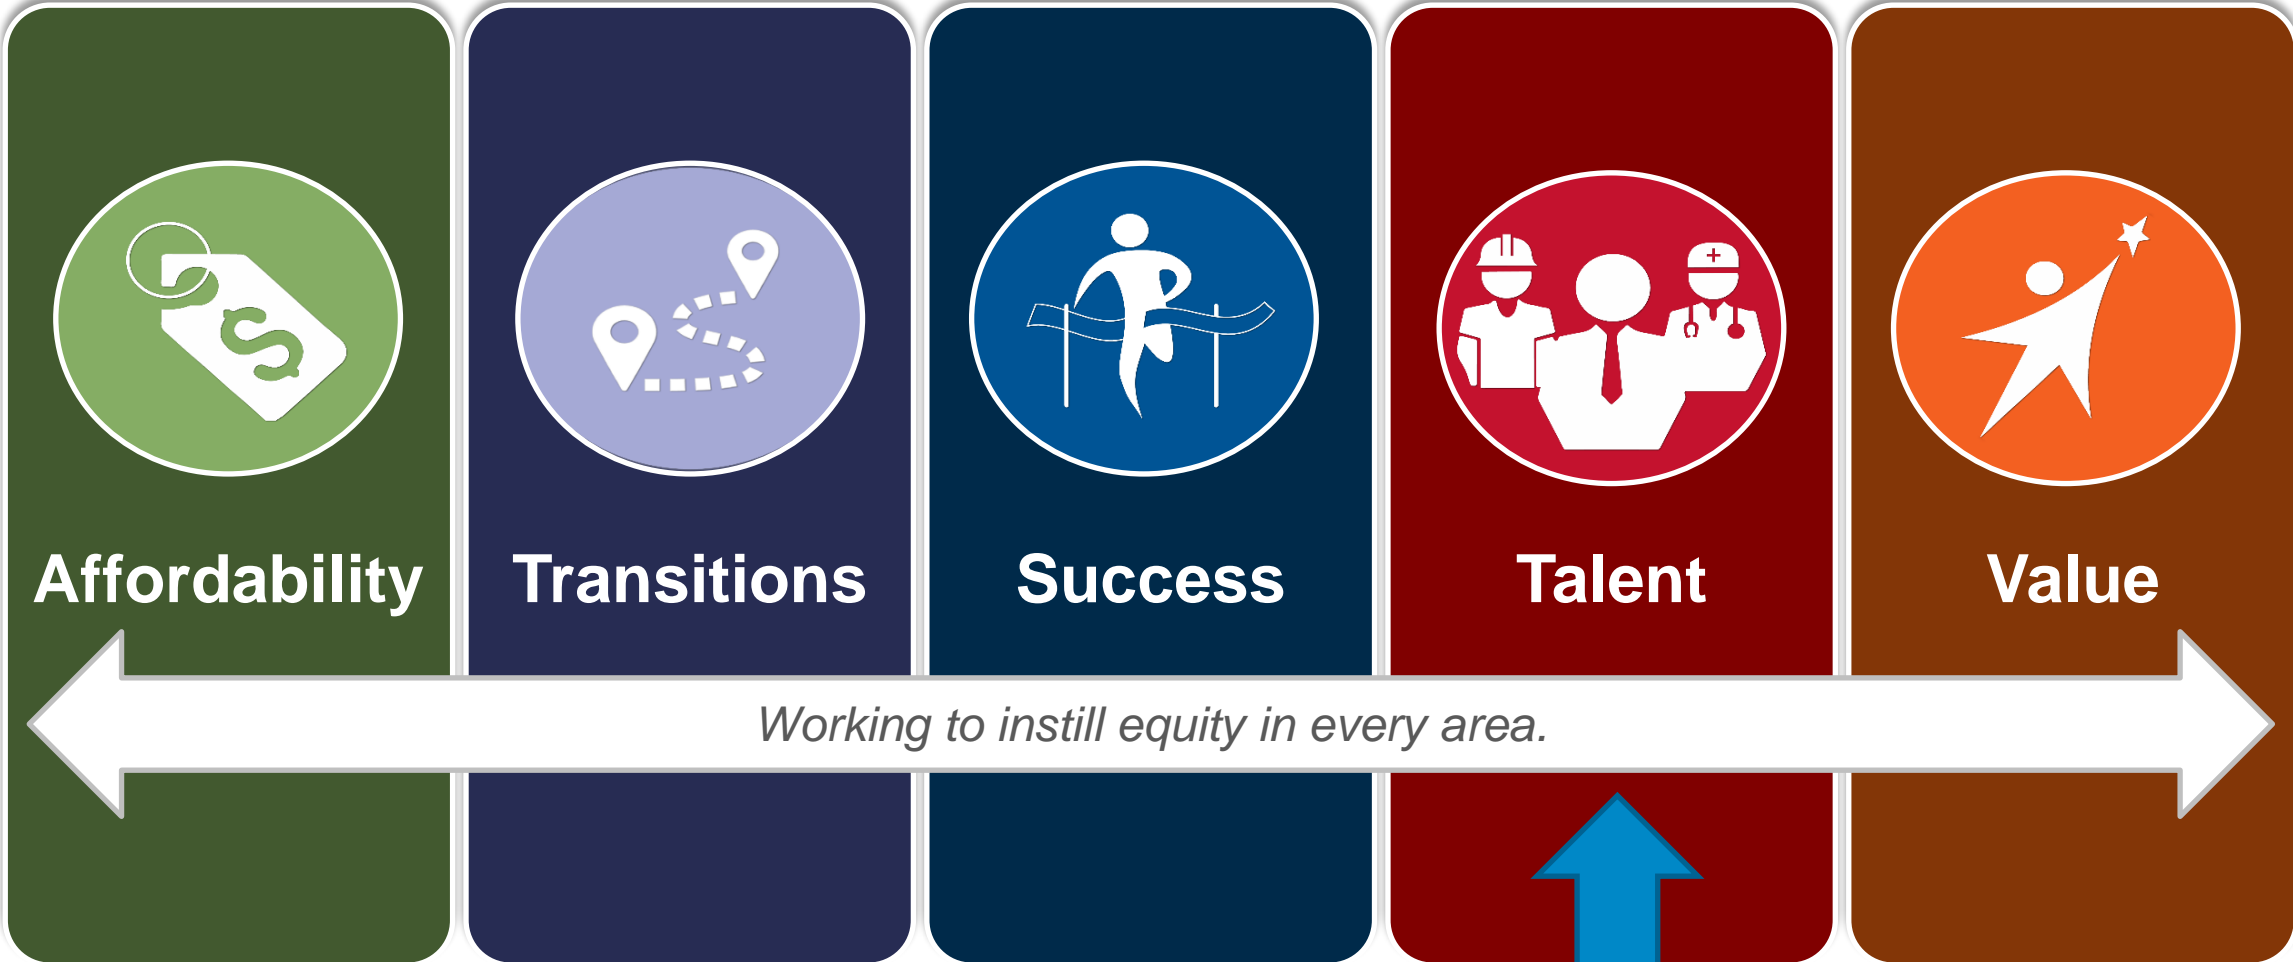 $
Affordability
Transitions
Success
Talent
Value
Working to instill equity in every area.